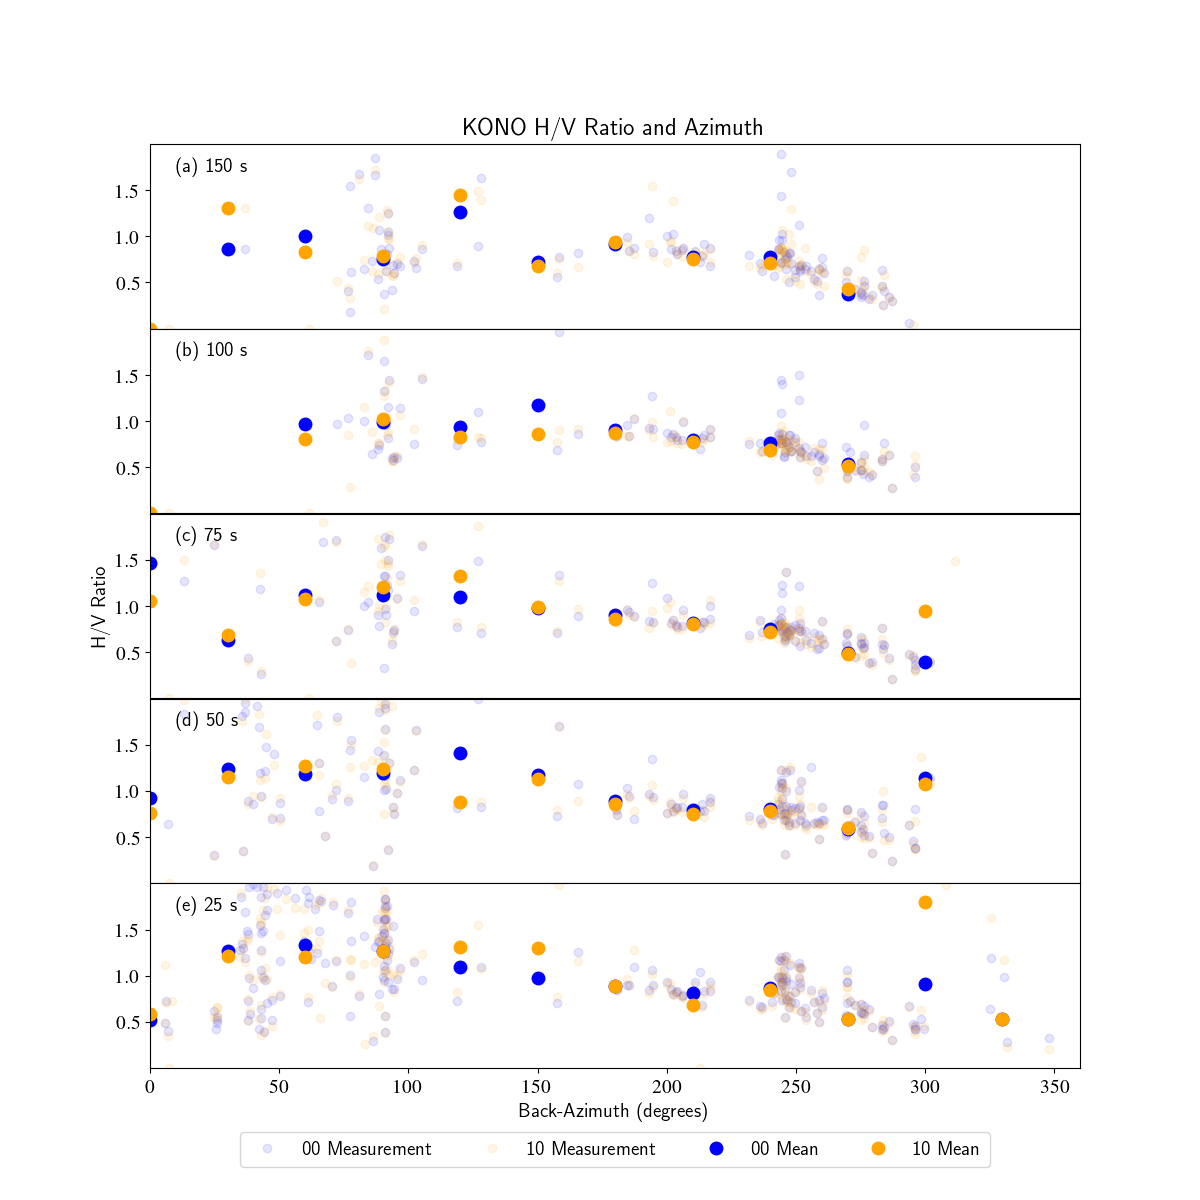 KONO H/V Ratio and Azimuth
(a) 150 s
1.5
1.0
0.5
(b) 100 s
1.5
1.0
0.5
(c) 75 s
1.5
1.0
0.5
H/V Ratio
(d) 50 s
1.5
1.0
0.5
(e) 25 s
1.5
1.0
0.5
0 50 100 150 200 250 300 350
Back-Azimuth (degrees)
00 Measurement 10 Measurement 00 Mean 10 Mean